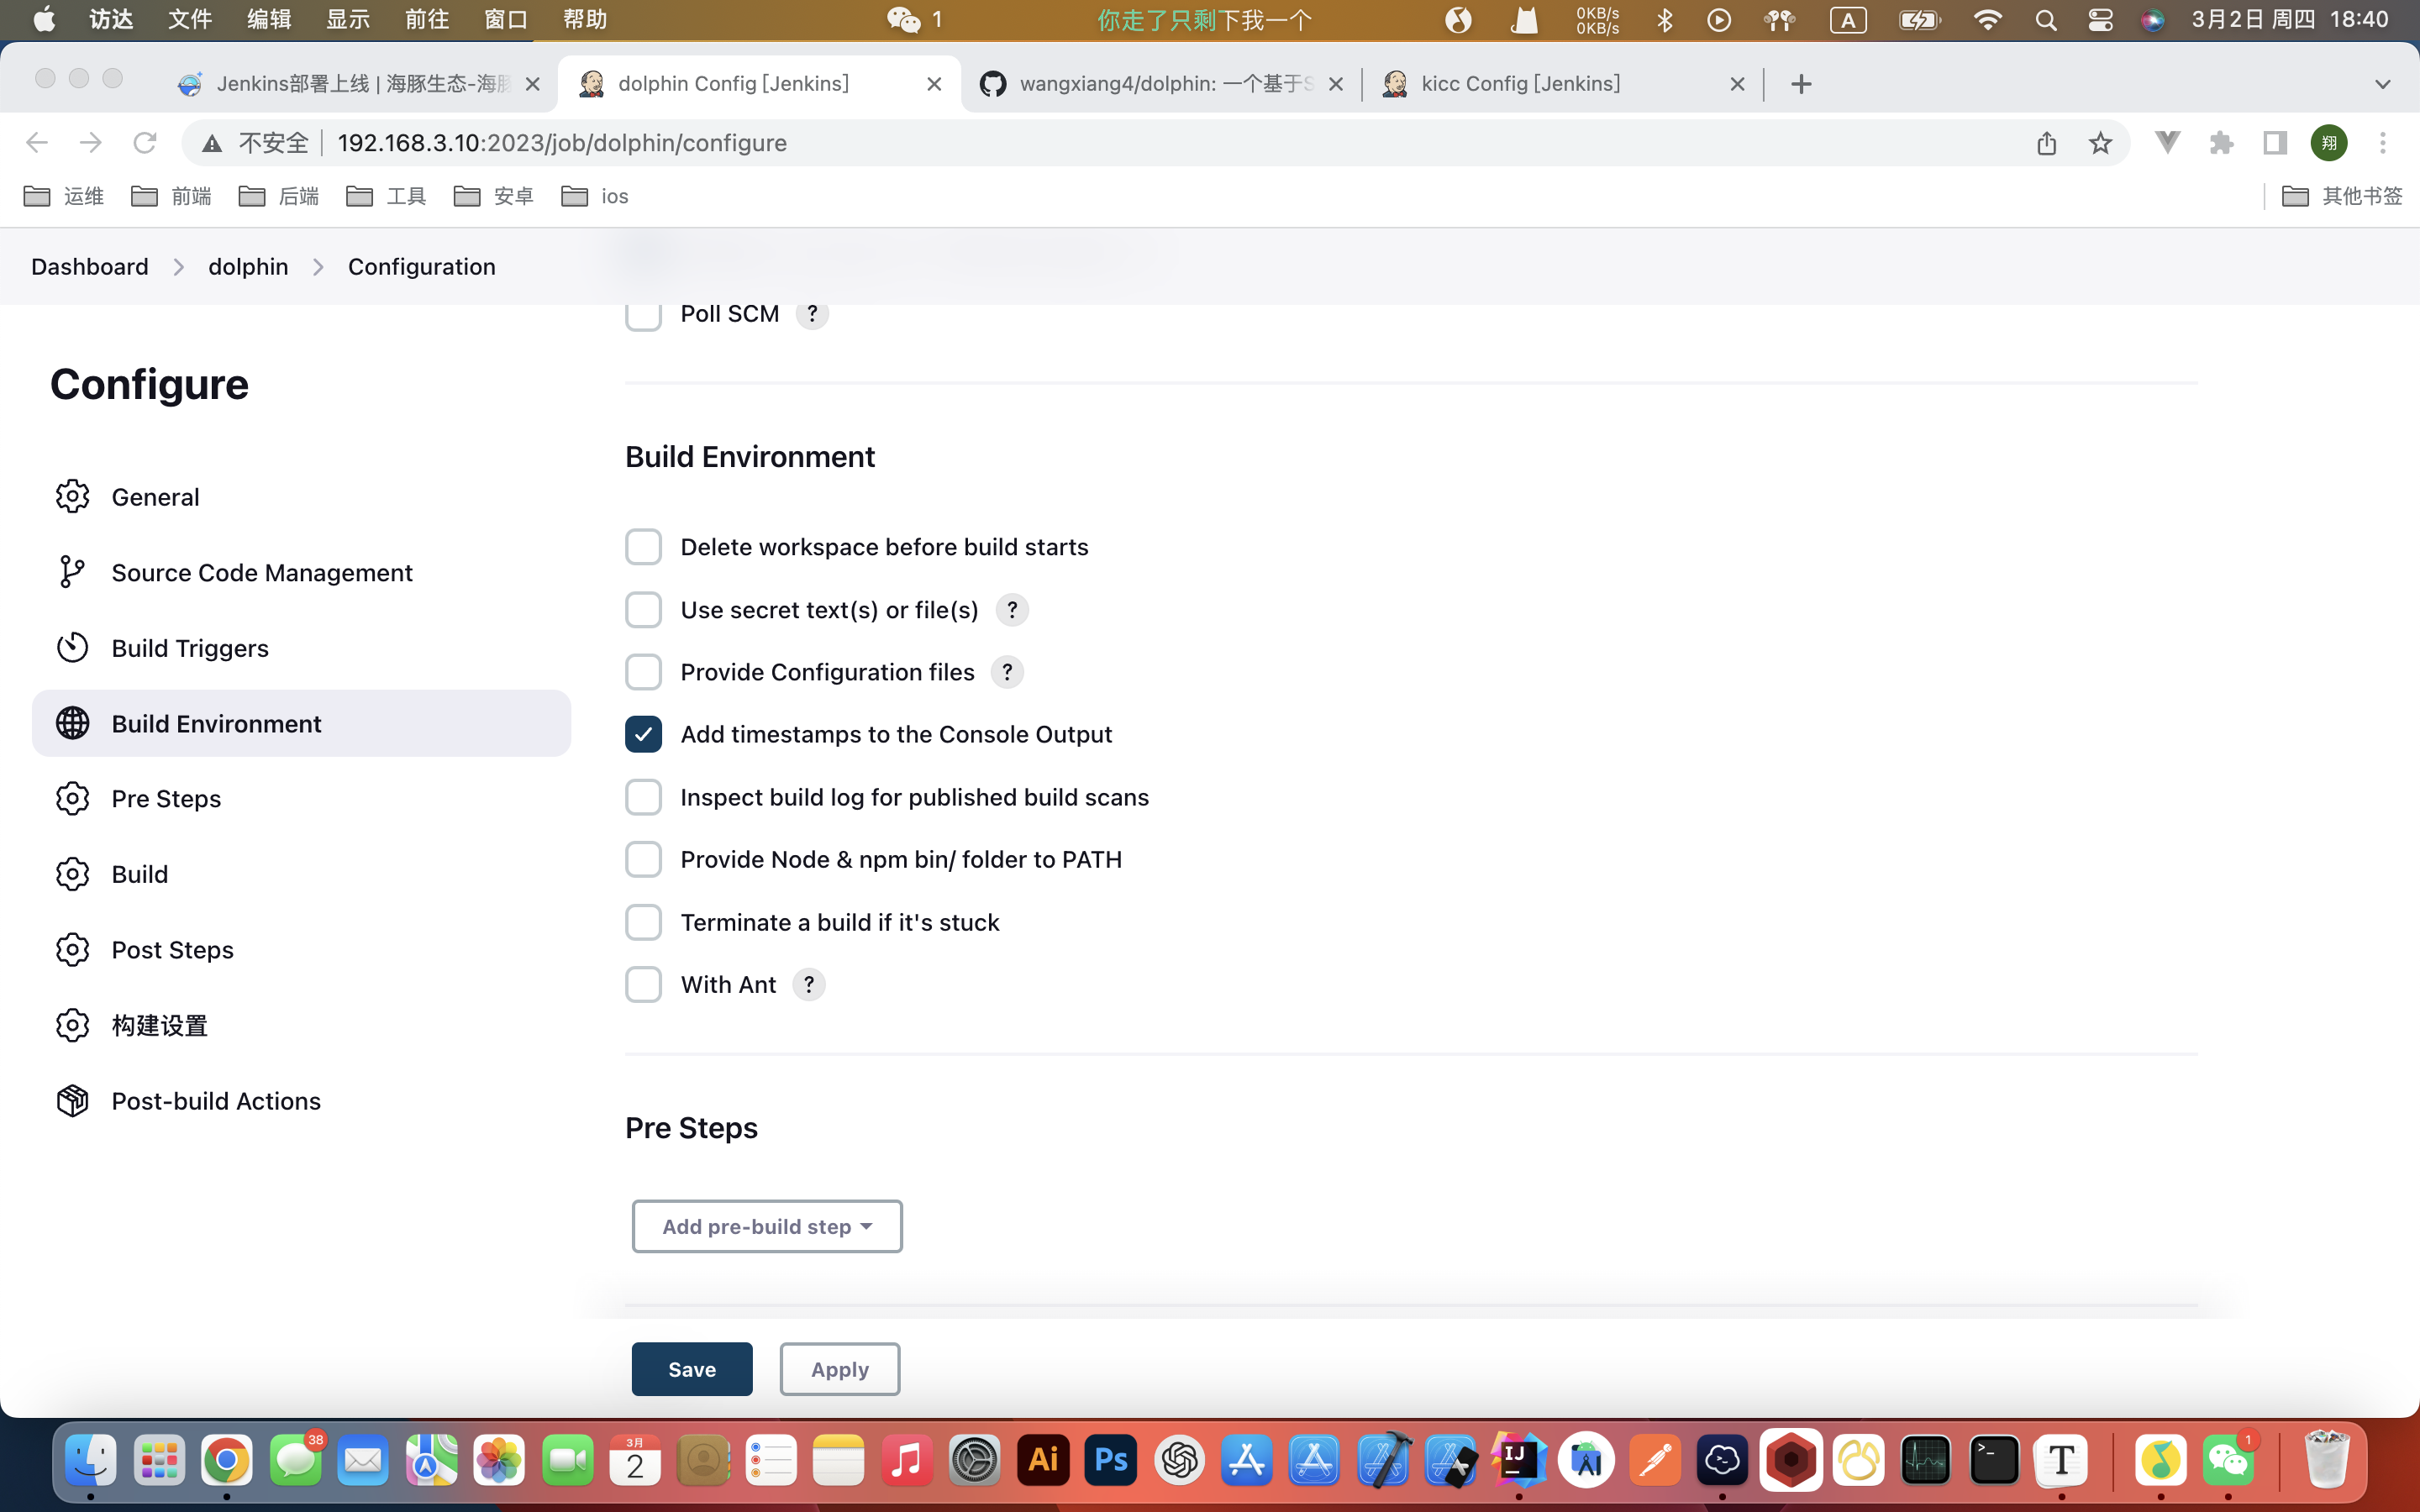 访达 文件 编辑 显示 前往 窗口 帮助 1 你走了只剩下我一个 0KB/s 0KB/s A 3月2日 周四 18:40
Jenkins部署上线 | 海豚生态-海豚 dolphin Config [Jenkins] wangxiang4/dolphin: 一个基于S kicc Config [Jenkins]
不安全 192.168.3.10:2023/job/dolphin/configure 翔
运维 前端 后端 工具 安卓 ios 其他书签
Dashboard dolphin Configuration
Poll SCM ?
Configure
General
Source Code Management
Build Triggers
Build Environment
Pre Steps
Build
Post Steps
构建设置
Post-build Actions
Build Environment
Delete workspace before build starts
Use secret text(s) or file(s) ?
Provide Configuration files ?
Add timestamps to the Console Output
Inspect build log for published build scans
Provide Node & npm bin/ folder to PATH
Terminate a build if it's stuck
With Ant ?
Pre Steps
Add pre-build step
Save Apply
38 3月 2 Ai Ps IJ >_ T 1